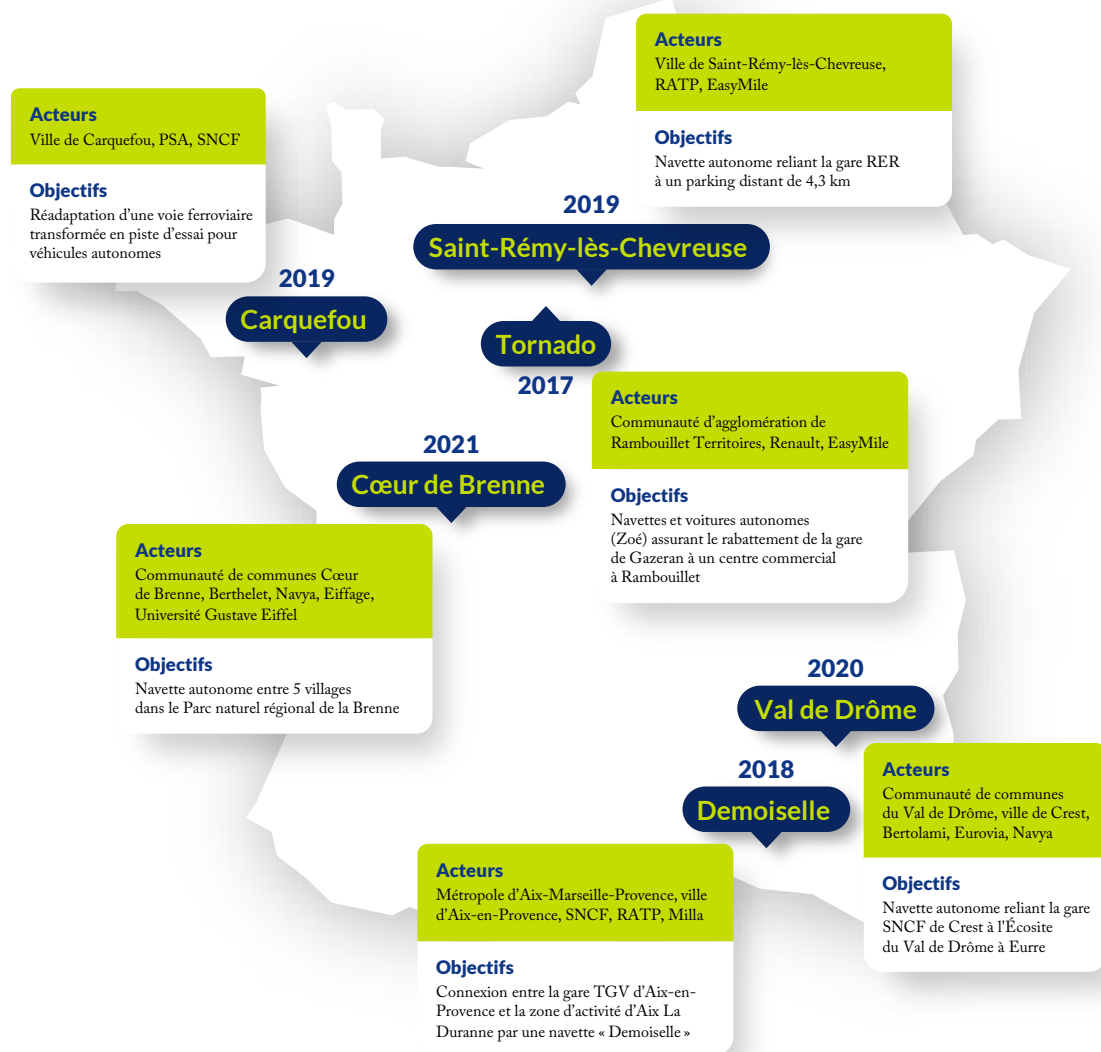 Acteurs
Ville de Saint-Rémy-lès-Chevreuse,
RATP, EasyMile
Objectifs
Navette autonome reliant la gare RER
à un parking distant de 4,3 km
2019
Saint-Rémy-lès-Chevreuse
Acteurs
Ville de Carquefou, PSA, SNCF
Objectifs
Réadaptation d’une voie ferroviaire
transformée en piste d’essai pour
véhicules autonomes
2019
Carquefou
Tornado
2017
Acteurs
Communauté d’agglomération de
Rambouillet Territoires, Renault, EasyMile
Objectifs
Navettes et voitures autonomes
(Zoé) assurant le rabattement de la gare
de Gazeran à un centre commercial
à Rambouillet
2021
Cœur de Brenne
Acteurs
Communauté de communes Cœur
de Brenne, Berthelet, Navya, Eiffage,
Université Gustave Eiffel
Objectifs
Navette autonome entre 5 villages
dans le Parc naturel régional de la Brenne
2020
Val de Drôme
Acteurs
Communauté de communes
du Val de Drôme, ville de Crest,
Bertolami, Eurovia, Navya
Objectifs
Navette autonome reliant la gare
SNCF de Crest à l'Écosite
du Val de Drôme à Eurre
2018
Demoiselle
Acteurs
Métropole d’Aix-Marseille-Provence, ville
d’Aix-en-Provence, SNCF, RATP, Milla
Objectifs
Connexion entre la gare TGV d’Aix-en-
Provence et la zone d’activité d’Aix La
Duranne par une navette « Demoiselle »